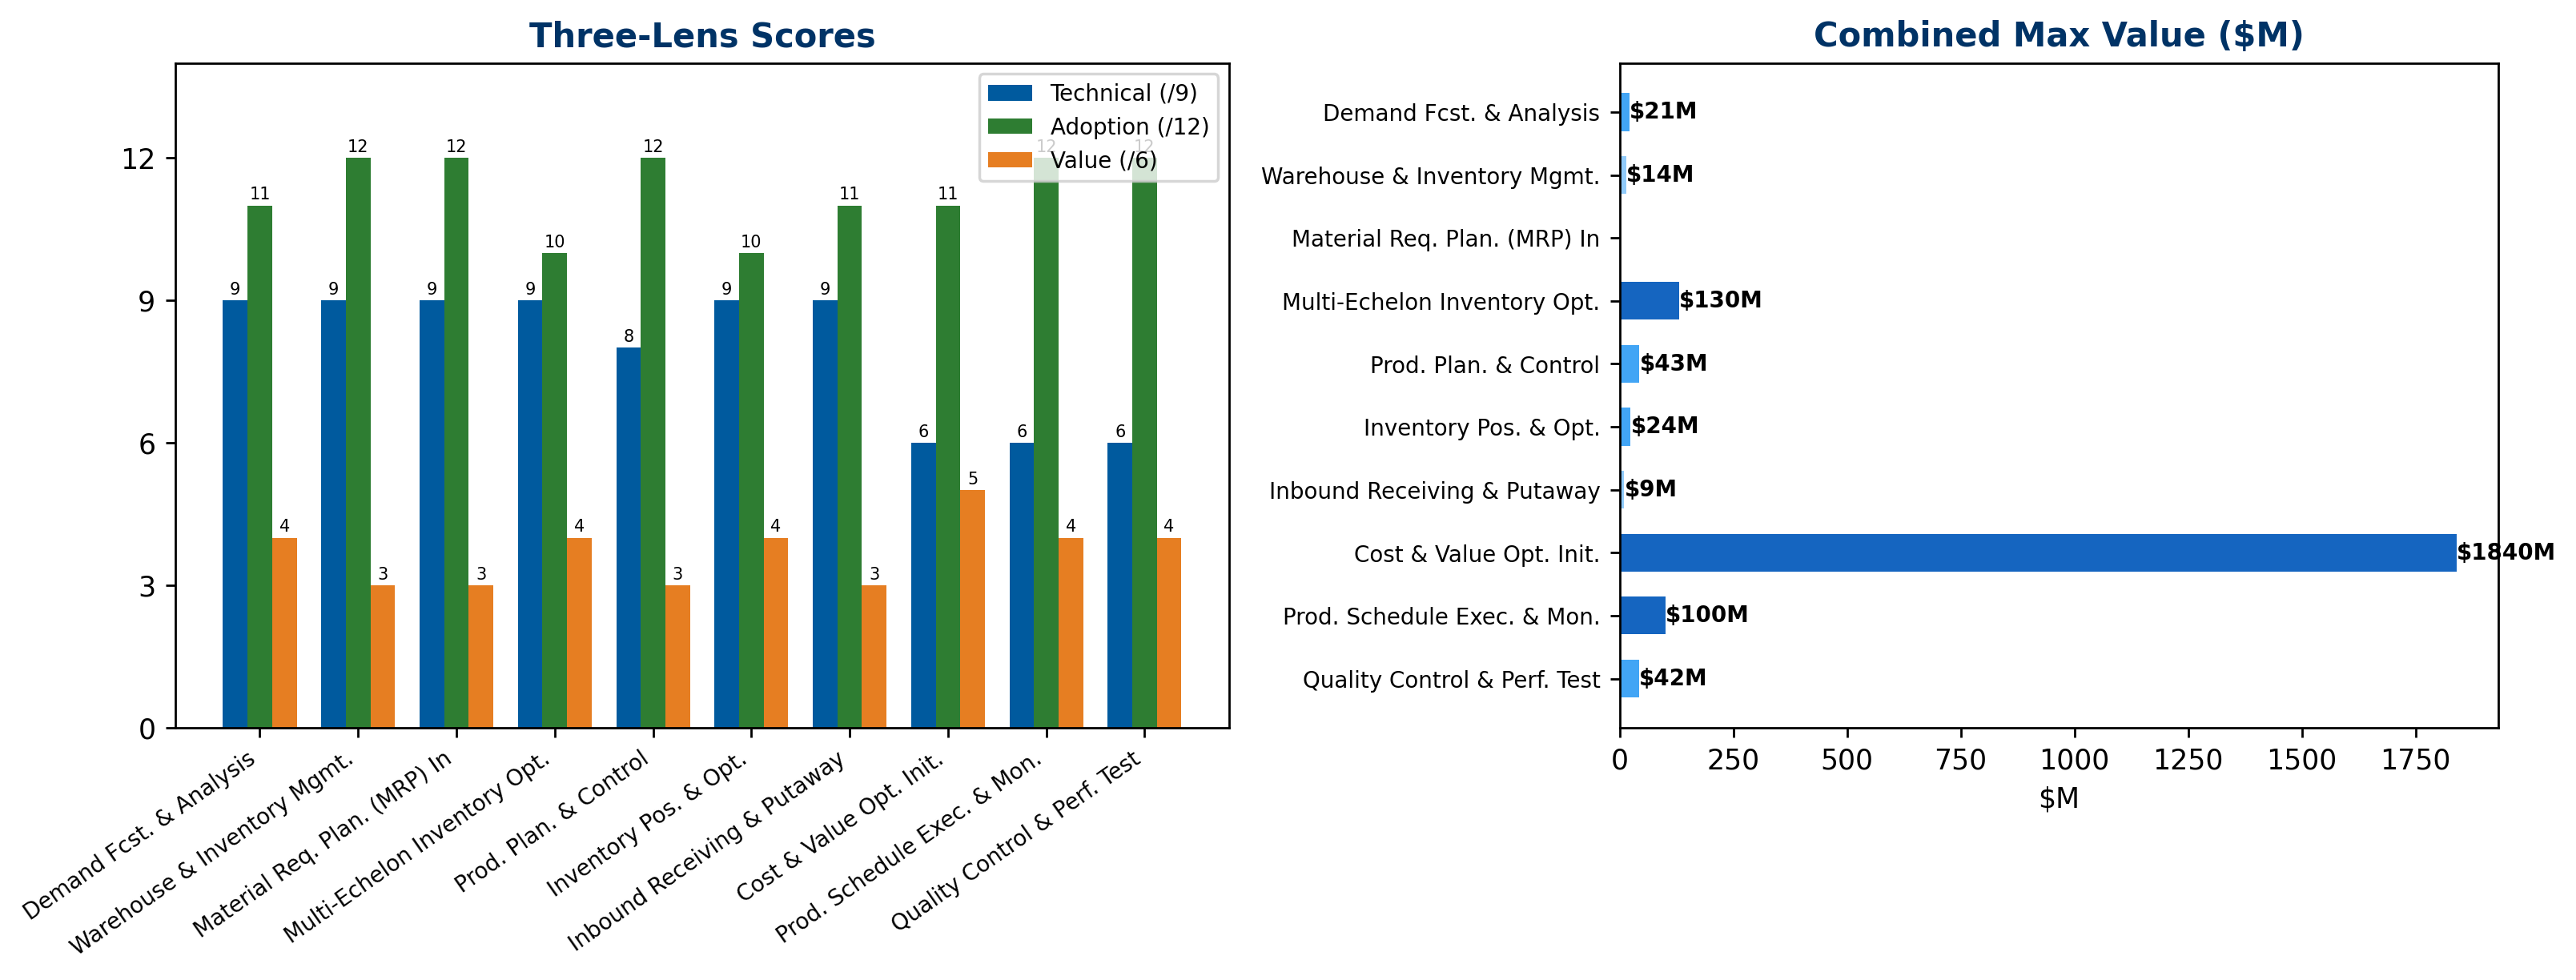 Three-Lens Scores
Technical (/9)
Adoption (/12)
Value (/6)
12
9
6
3
0
9 11 4
9 12 3
9 12 3
9 10 4
8 12 3
9 10 4
9 11 3
6 11 5
6 12 4
6 12 4
Demand Fcst. & Analysis
Warehouse & Inventory Mgmt.
Material Req. Plan. (MRP) In
Multi-Echelon Inventory Opt.
Prod. Plan. & Control
Inventory Pos. & Opt.
Inbound Receiving & Putaway
Cost & Value Opt. Init.
Prod. Schedule Exec. & Mon.
Quality Control & Perf. Test
Combined Max Value ($M)
Demand Fcst. & Analysis $21M
Warehouse & Inventory Mgmt. $14M
Material Req. Plan. (MRP) In
Multi-Echelon Inventory Opt. $130M
Prod. Plan. & Control $43M
Inventory Pos. & Opt. $24M
Inbound Receiving & Putaway $9M
Cost & Value Opt. Init. $1840M
Prod. Schedule Exec. & Mon. $100M
Quality Control & Perf. Test $42M
0 250 500 750 1000 1250 1500 1750
$M